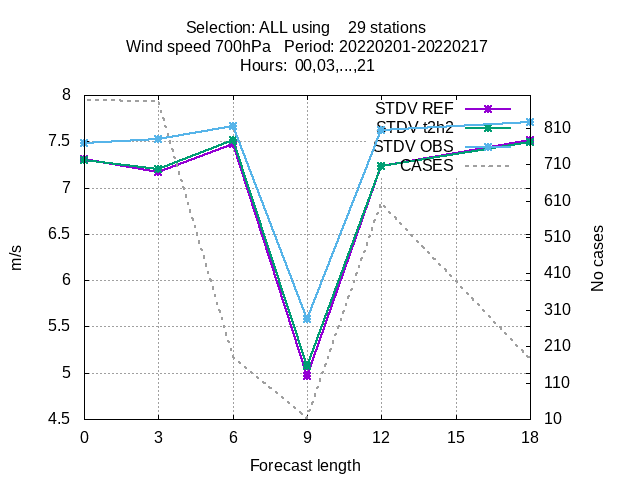 Selection: ALL using    29 stations
Wind speed 700hPa   Period: 20220201-20220217
Hours:  00,03,...,21
STDV REF
STDV t2h2
STDV OBS
CASES
8
7.5
7
6.5
6
5.5
5
4.5
m/s
810
710
610
510
410
310
210
110
10
No cases
0 3 6 9 12 15 18
Forecast length